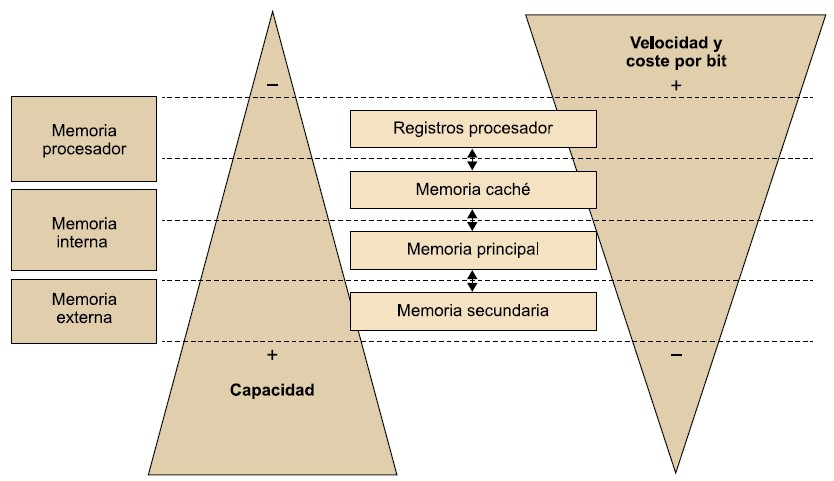 Velocidad y
coste por bit
+
−
Memoria
procesador
Registros procesador
Memoria caché
Memoria
interna
Memoria principal
Memoria
externa
Memoria secundaria
+
−
Capacidad